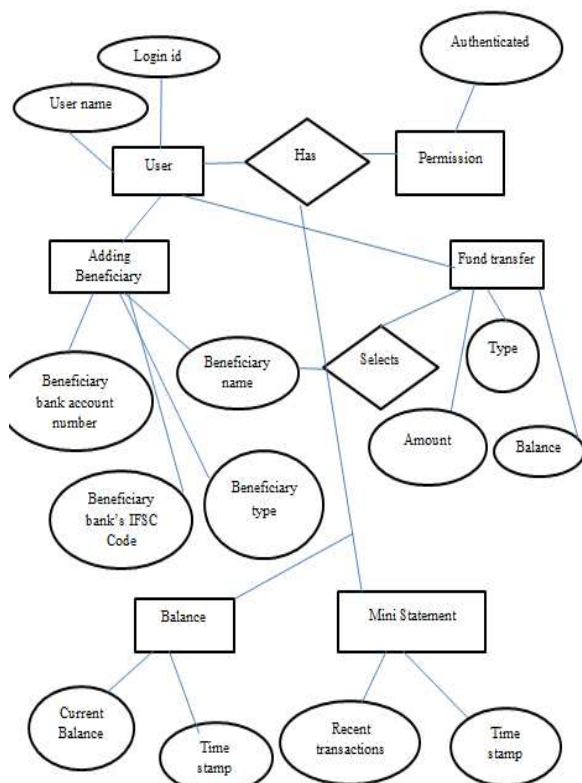 Authenticated
Login id
User name
User
Has
Permission
Adding
Beneficiary
Fund transfer
Beneficiary
bank account
number
Beneficiary
name
Selects
Type
Amount
Balance
Beneficiary
bank's IFSC
Code
Beneficiary
type
Balance
Mini Statement
Current
Balance
Time
stamp
Recent
transactions
Time
stamp